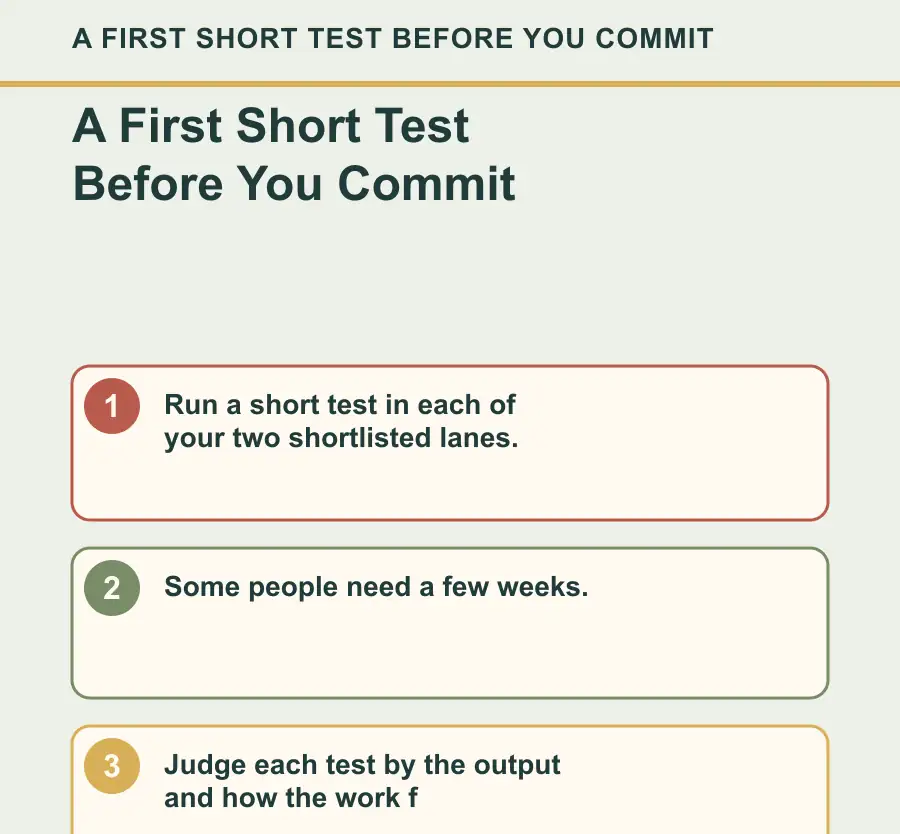 A FIRST SHORT TEST BEFORE YOU COMMIT
A First Short Test
Before You Commit
1
Run a short test in each of
your two shortlisted lanes.
2
Some people need a few weeks.
3
Judge each test by the output
and how the work f